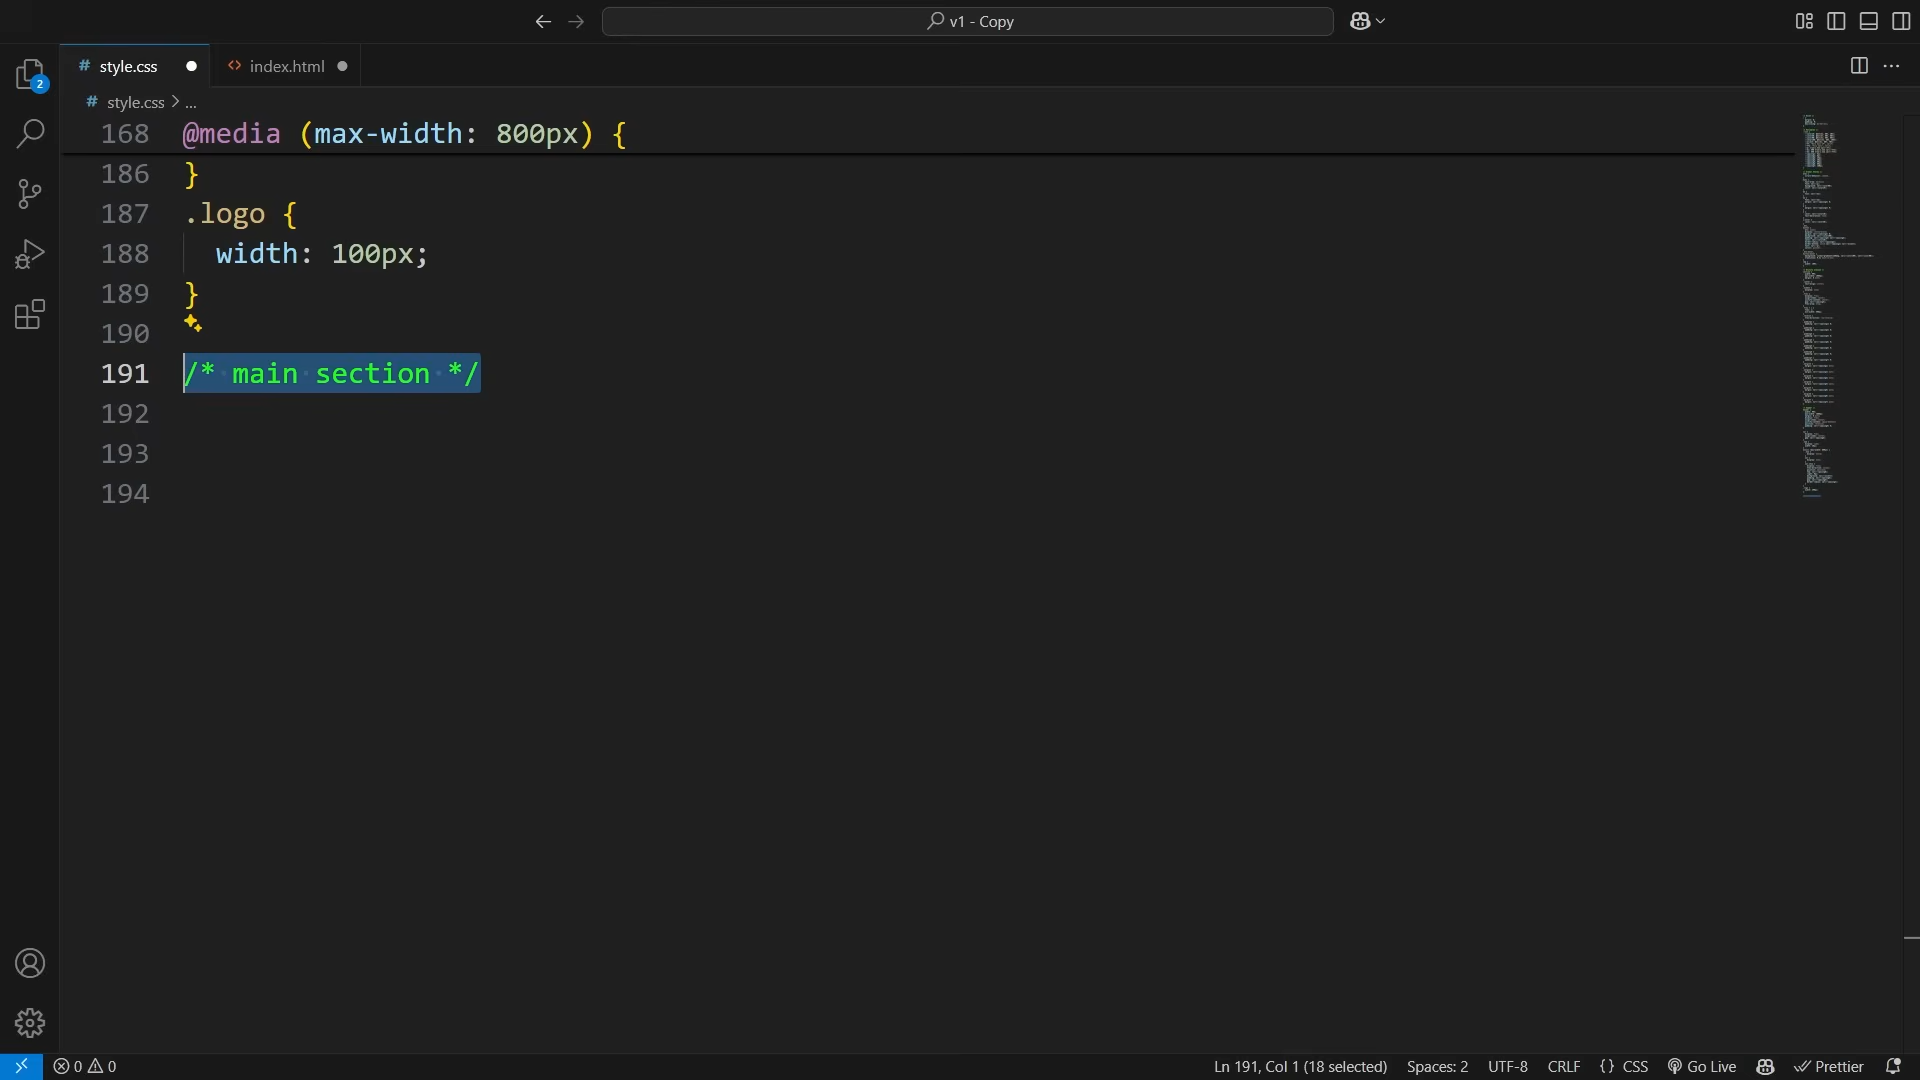 v1 - Copy
# style.css
<> index.html
2
# style.css > ...
168 @media (max-width: 800px) {
186 }
187 .logo {
188 width: 100px;
189 }
190
191 /* main section */
192
193
194
0 0
Ln 191, Col 1 (18 selected)
Spaces: 2
UTF-8
CRLF
{} CSS
Go Live
Prettier